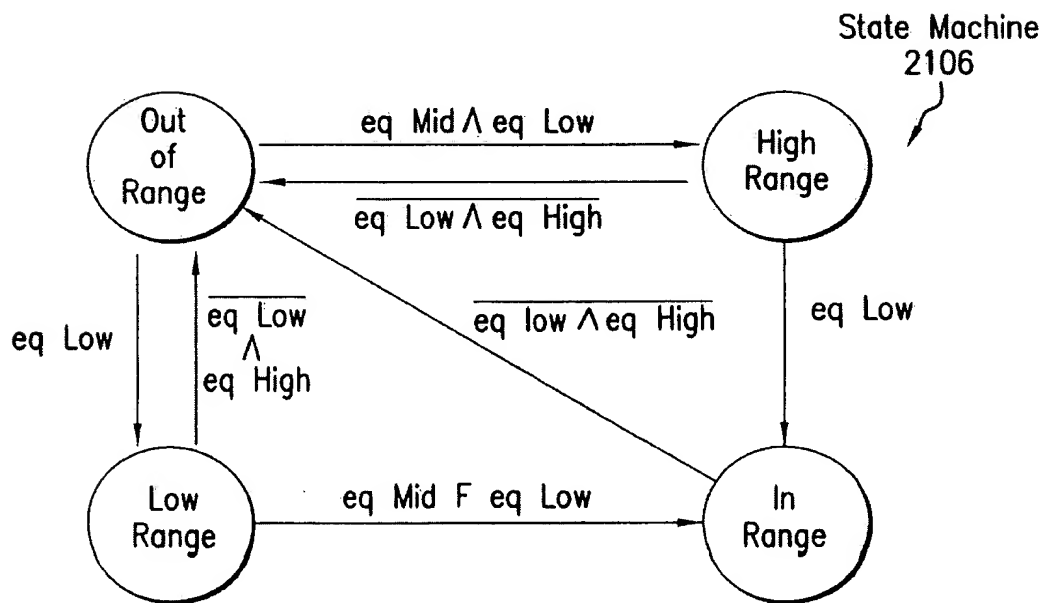 State Machine
2106
Out
of
Range
eq Mid Λ eq Low
High
Range
eq Low Λ eq High
eq Low
eq Low
Λ
eq High
eq low Λ eq High
eq Low
Low
Range
eq Mid F eq Low
In
Range